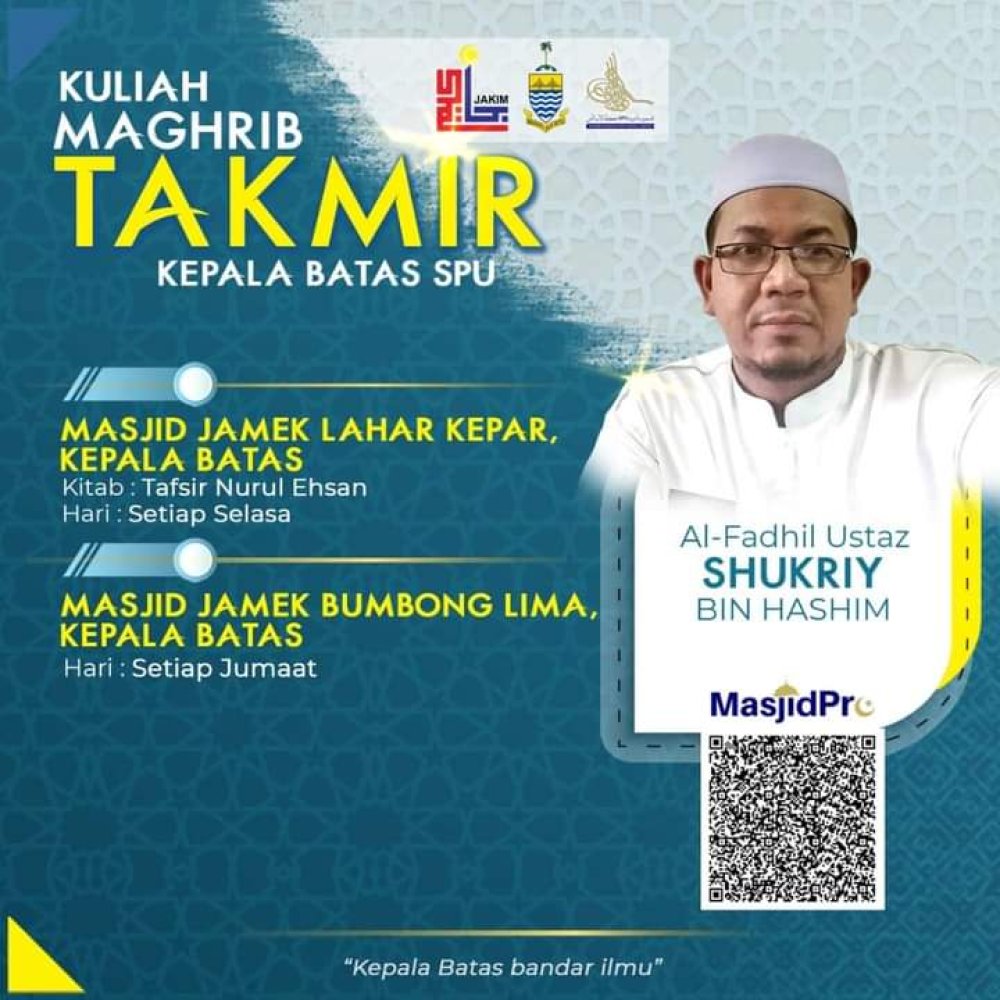 KULIAH
MAGHRIB
TAKMIR
KEPALA BATAS SPU
JAKIM
MASJID JAMEK LAHAR KEPAR,
KEPALA BATAS
Kitab : Tafsir Nurul Ehsan
Hari : Setiap Selasa
MASJID JAMEK BUMBONG LIMA,
KEPALA BATAS
Hari : Setiap Jumaat
Al-Fadhil Ustaz
SHUKRIY
BIN HASHIM
MasjidPro
"Kepala Batas bandar ilmu"